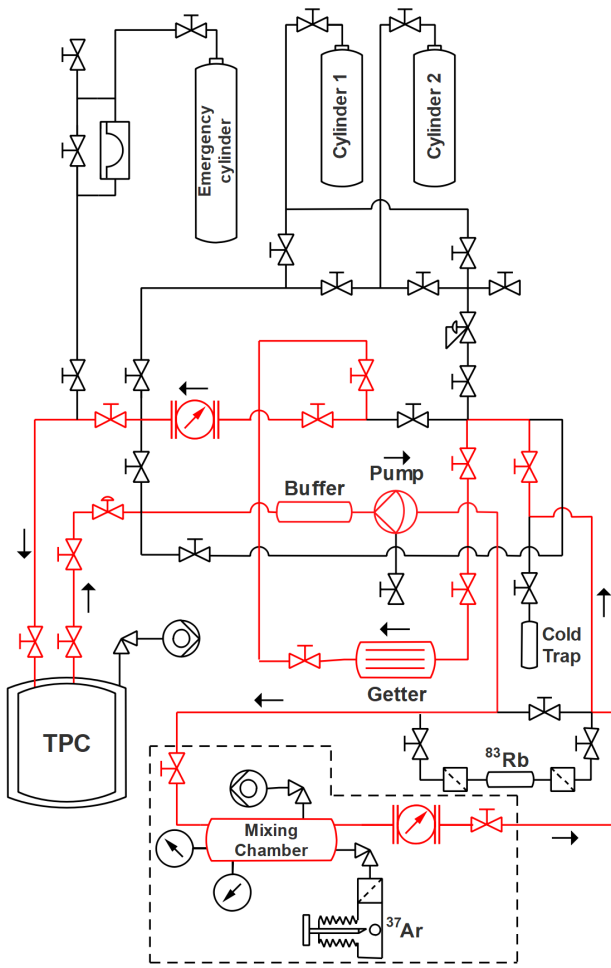 Emergency
cylinder
Cylinder 1
Cylinder 2
Buffer
Pump
Getter
Cold
Trap
TPC
⁸³Rb
Mixing
Chamber
³⁷Ar